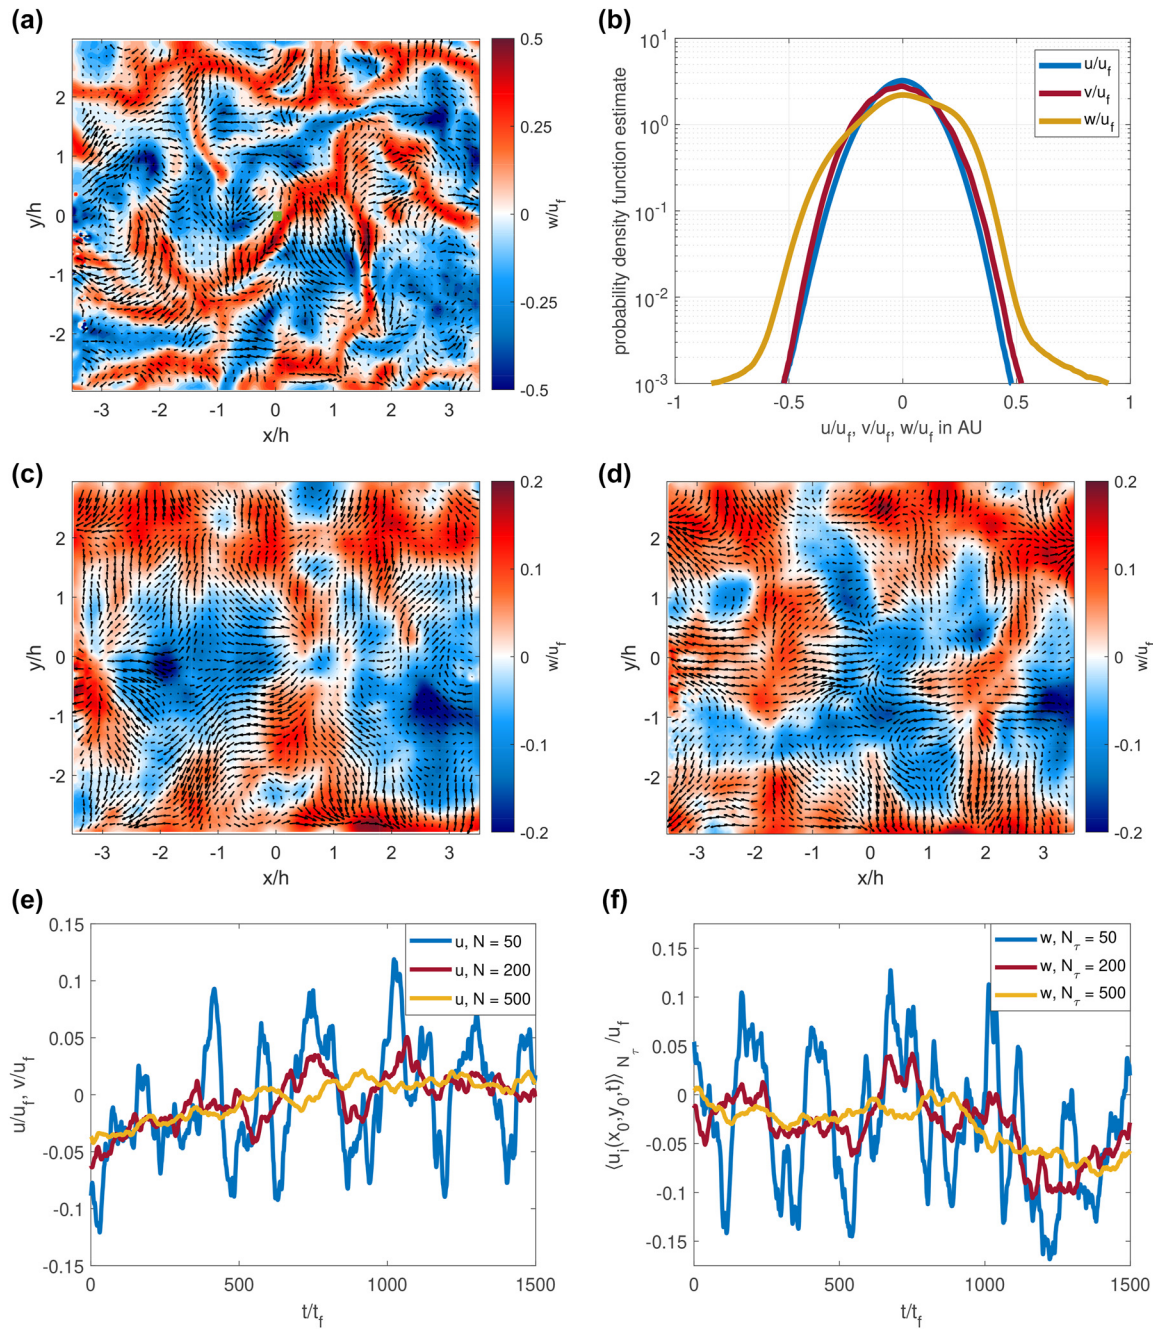 (a)
y/h
2
1
0
-1
-2
-3
-2
-1
0
1
2
3
x/h
0.5
0.25
0
-0.25
-0.5
w/u_f
(b)
probability density function estimate
10^1
10^0
10^-1
10^-2
10^-3
-1
-0.5
0
0.5
1
u/u_f, v/u_f, w/u_f in AU
u/u_f
v/u_f
w/u_f
(c)
y/h
2
1
0
-1
-2
-3
-2
-1
0
1
2
3
x/h
0.2
0.1
0
-0.1
-0.2
w/u_f
(d)
y/h
2
1
0
-1
-2
-3
-2
-1
0
1
2
3
x/h
0.2
0.1
0
-0.1
-0.2
w/u_f
(e)
u/u_f, v/u_f
0.15
0.1
0.05
0
-0.05
-0.1
-0.15
0
500
1000
1500
t/t_f
u, N = 50
u, N = 200
u, N = 500
(f)
⟨u_i(x_0,y_0,t)⟩_N_τ /u_f
0.15
0.1
0.05
0
-0.05
-0.1
-0.15
0
500
1000
1500
t/t_f
w, N_τ = 50
w, N_τ = 200
w, N_τ = 500